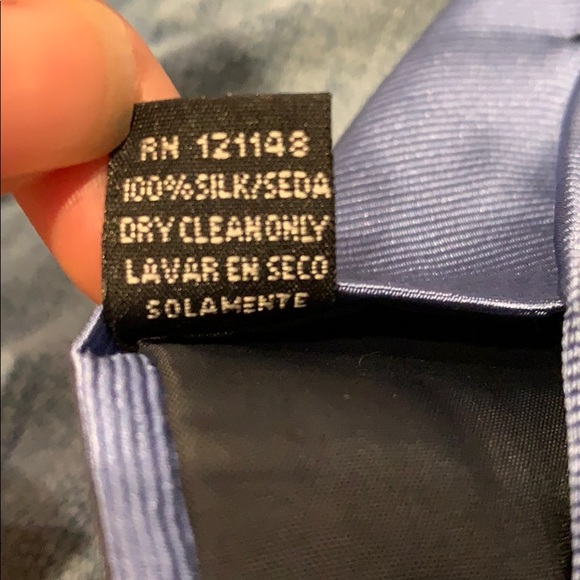 RN 121148
100%SILK/SEDA
DRY CLEAN ONLY
LAVAR EN SECO
SOLAMENTE